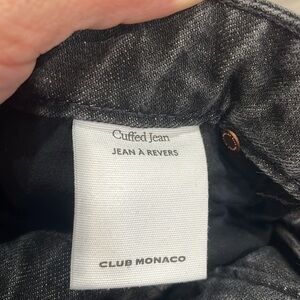 Cuffed Jean
JEAN À REVERS
CLUB MONACO